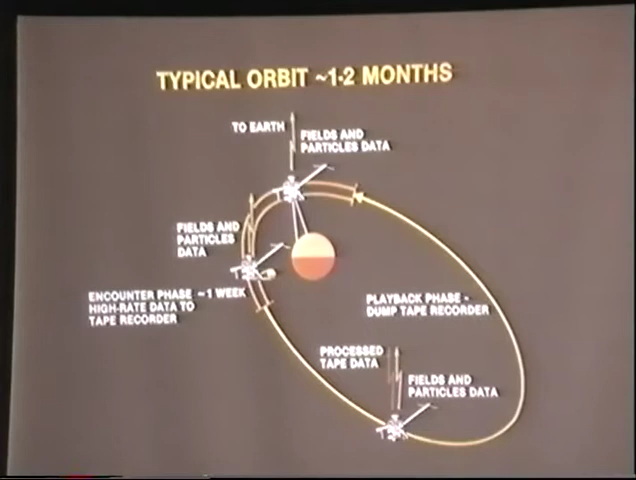 TYPICAL ORBIT ~1-2 MONTHS
TO EARTH
FIELDS AND
PARTICLES DATA
FIELDS AND
PARTICLES
DATA
ENCOUNTER PHASE ~1 WEEK
HIGH-RATE DATA TO
TAPE RECORDER
PLAYBACK PHASE -
DUMP TAPE RECORDER
PROCESSED
TAPE DATA
FIELDS AND
PARTICLES DATA